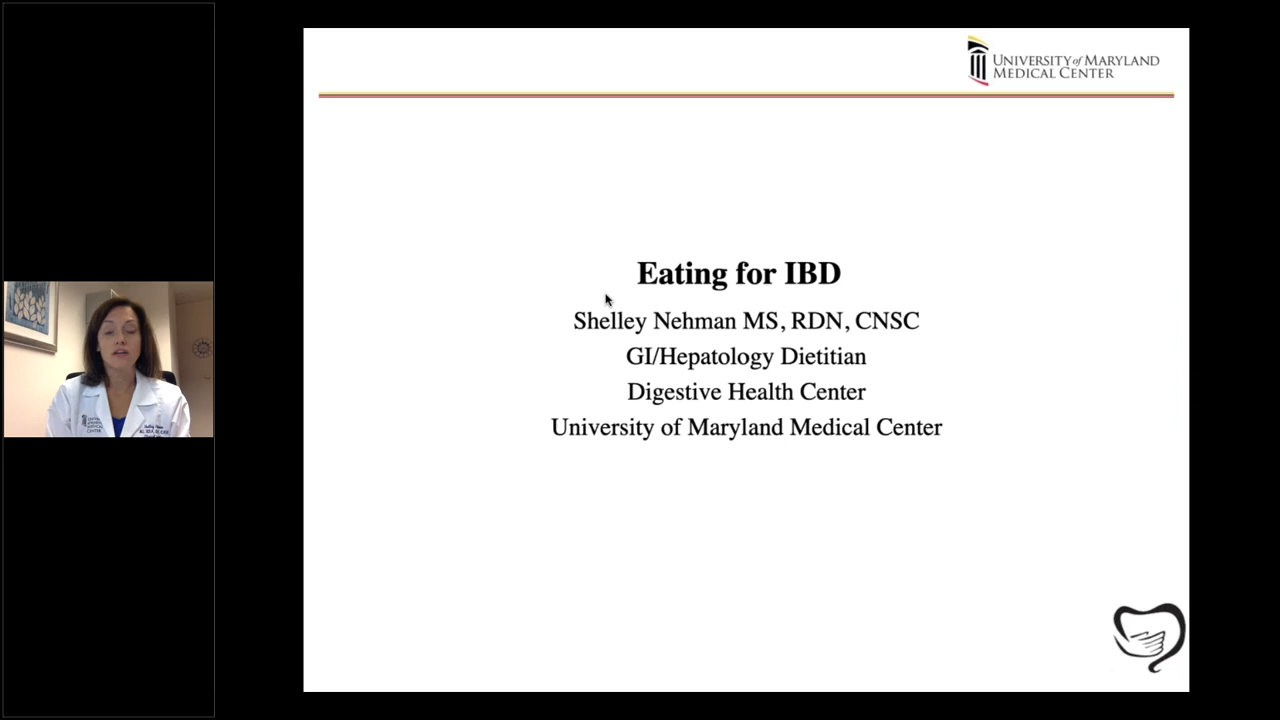 UNIVERSITY of MARYLAND
MEDICAL CENTER
Eating for IBD
Shelley Nehman MS, RDN, CNSC
GI/Hepatology Dietitian
Digestive Health Center
University of Maryland Medical Center